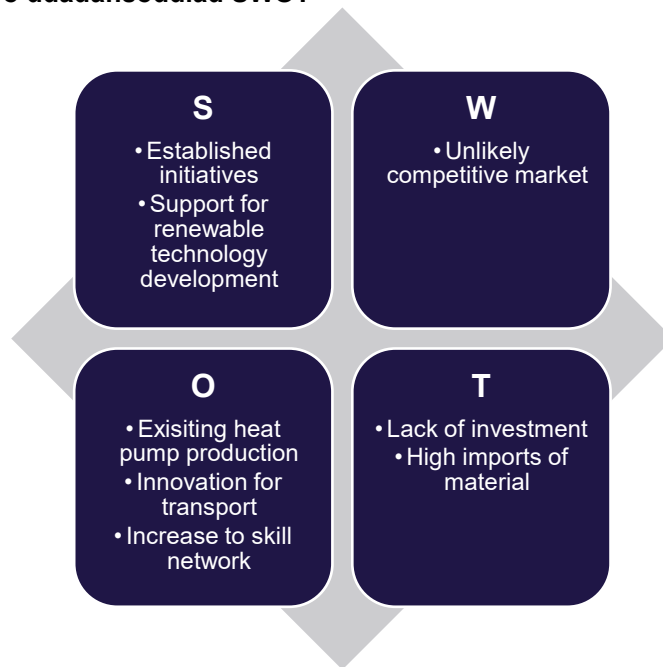 S
• Established
initiatives
• Support for
renewable
technology
development
W
• Unlikely
competitive market
O
• Exisiting heat
pump production
• Innovation for
transport
• Increase to skill
network
T
• Lack of investment
• High imports of
material